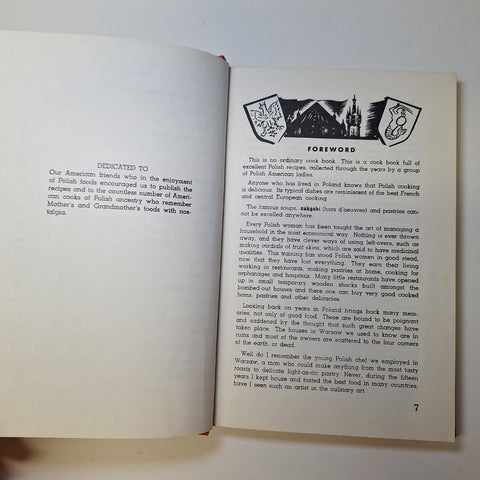 DEDICATED TO
Our American friends who in the enjoyment
of Polish foods encouraged us to publish the
recipes and to the countless number of Ameri-
can cooks of Polish ancestry who remember
Mother's and Grandmother's foods with nos-
talgia.
FOREWORD
This is no ordinary cook book. This is a cook book full of
excellent Polish recipes, collected through the years by a group
of Polish American ladies.
Anyone who has lived in Poland knows that Polish cooking
is delicious. Its typical dishes are reminiscent of the best French
and central European cooking
The famous soups, zakąski (hors d'oeuvres) and pastries can-
not be excelled anywhere.
Every Polish woman has been taught the art of managing a
household in the most economical way. Nothing is ever thrown
away, and they have clever ways of using left-overs, such as
making cordials of fruit skins, which are said to have medicinal
qualities. This training has stood Polish women in good stead,
now that they have lost everything. They earn their living
working in restaurants, making pastries at home, cooking for
orphanages and hospitals. Many little restaurants have opened
up in small temporary wooden shacks built amongst the
bombed-out houses and there one can buy very good cooked
hams, pastries and other delicacies.
Looking back on years in Poland brings back many mem-
ories, not only of good food. These are bound to be poignant
and saddened by the thought that such great changes have
taken place. The houses in Warsaw we used to know are in
ruins and most of the owners are scattered to the four corners
of the earth, or dead.
Well do I remember the young Polish chef we employed in
Warsaw, a man who could make anything from the most tasty
roasts to delicate light-as-air pastry. Never, during the fifteen
years I kept house and tasted the best food in many countries,
have I seen such an artist in the culinary art.
7